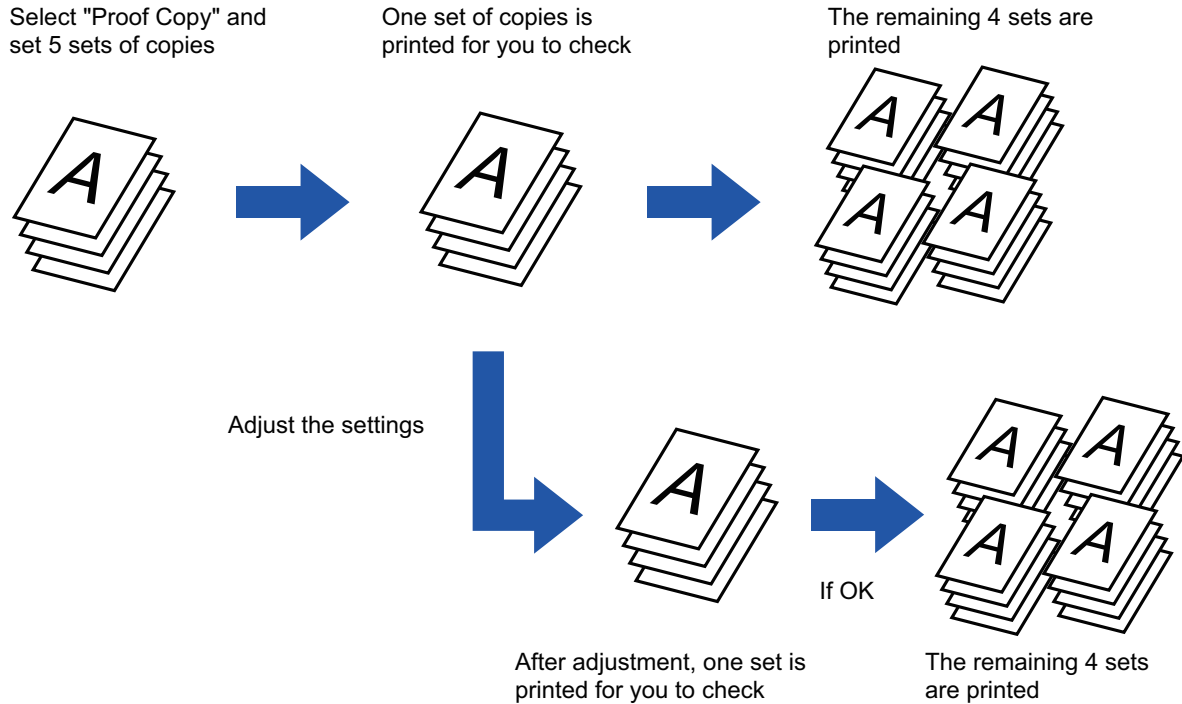 Select "Proof Copy" and
set 5 sets of copies
One set of copies is
printed for you to check
The remaining 4 sets are
printed
A
A
A
A
A
A
Adjust the settings
A
A
A
A
A
If OK
After adjustment, one set is
printed for you to check
The remaining 4 sets
are printed